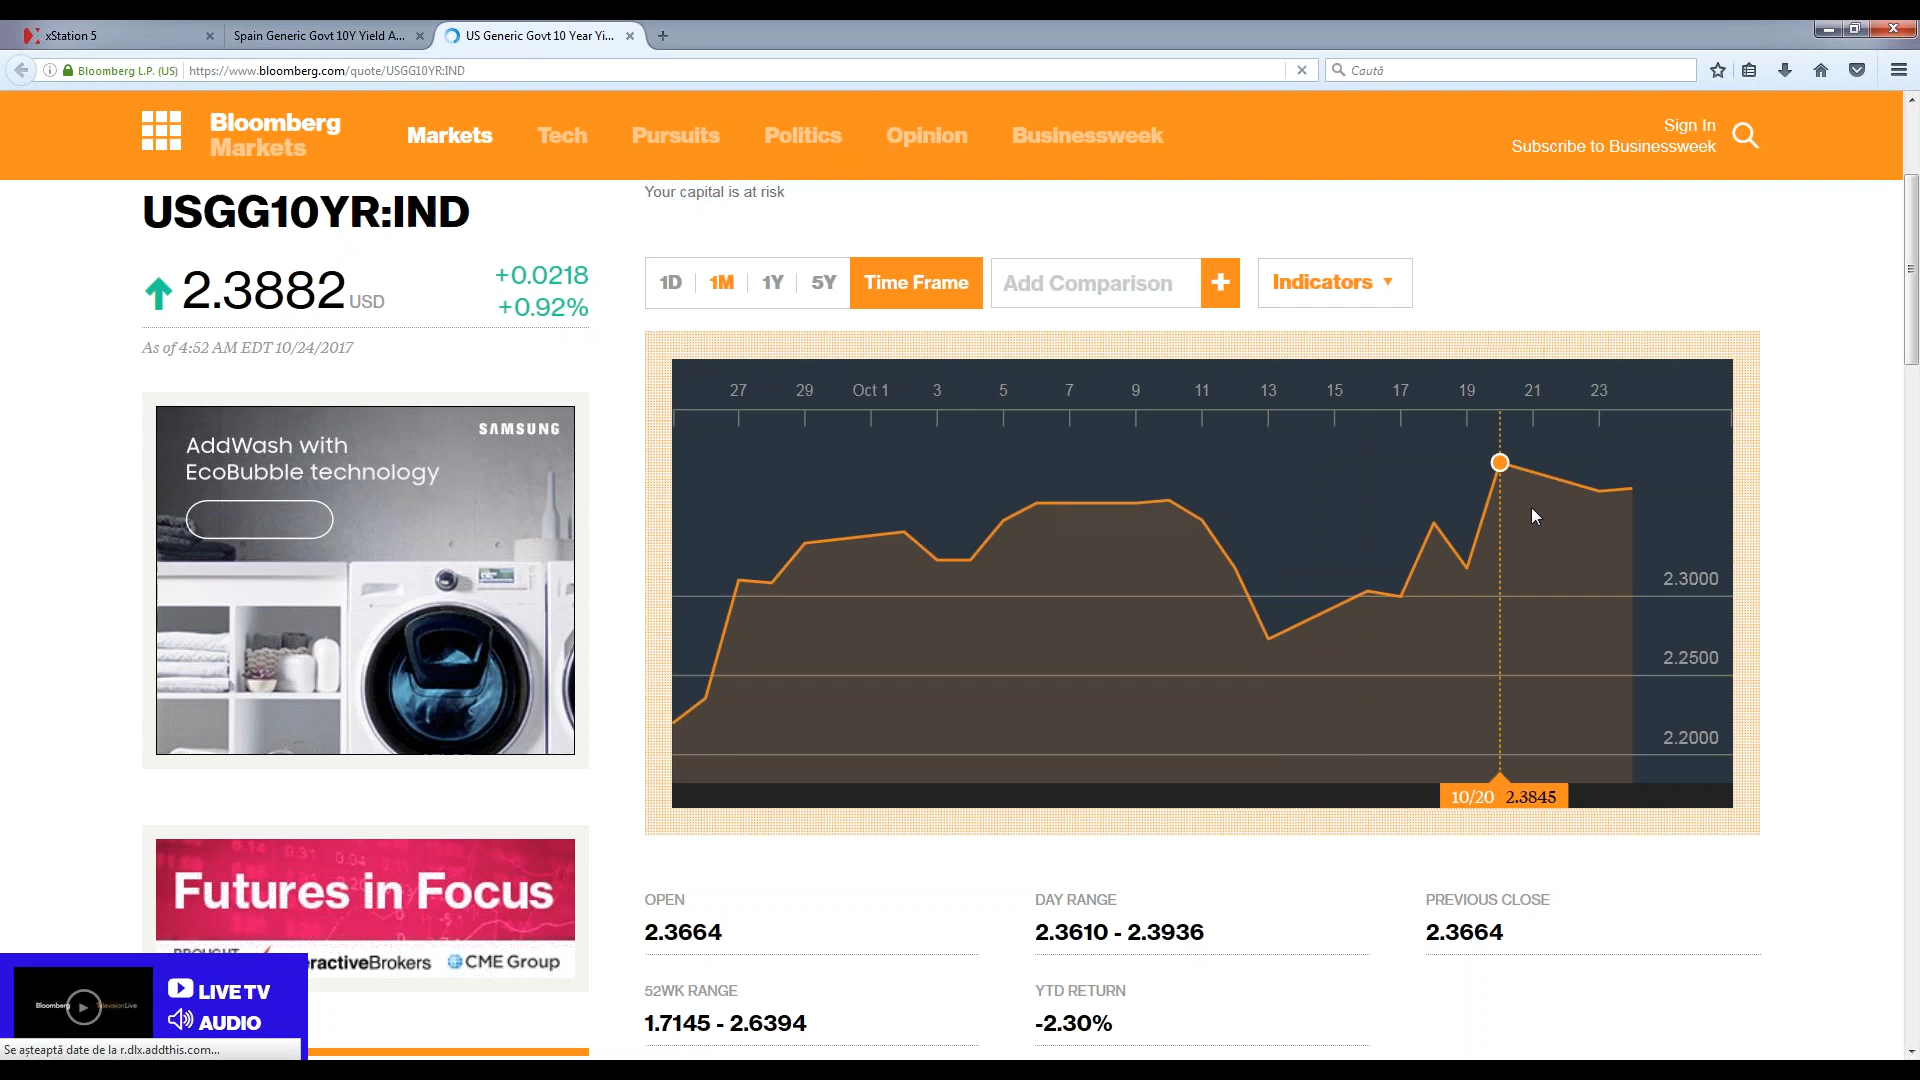 xStation 5
Spain Generic Govt 10Y Yield A...
US Generic Govt 10 Year Yi...
Bloomberg L.P. (US)
https://www.bloomberg.com/quote/USGG10YR:IND
Caută
Bloomberg
Markets
Markets
Tech
Pursuits
Politics
Opinion
Businessweek
Sign In
Subscribe to Businessweek
USGG10YR:IND
Your capital is at risk
2.3882 USD
+0.0218
+0.92%
As of 4:52 AM EDT 10/24/2017
1D 1M 1Y 5Y Time Frame
Add Comparison +
Indicators
27 29 Oct 1 3 5 7 9 11 13 15 17 19 21 23
2.3000
2.2500
2.2000
10/20 2.3845
SAMSUNG
AddWash with
EcoBubble technology
Futures in Focus
eractiveBrokers CME Group
Bloomberg Television Live
LIVE TV
AUDIO
Se așteaptă date de la r.dlx.addthis.com...
OPEN
2.3664
DAY RANGE
2.3610 - 2.3936
PREVIOUS CLOSE
2.3664
52WK RANGE
1.7145 - 2.6394
YTD RETURN
-2.30%